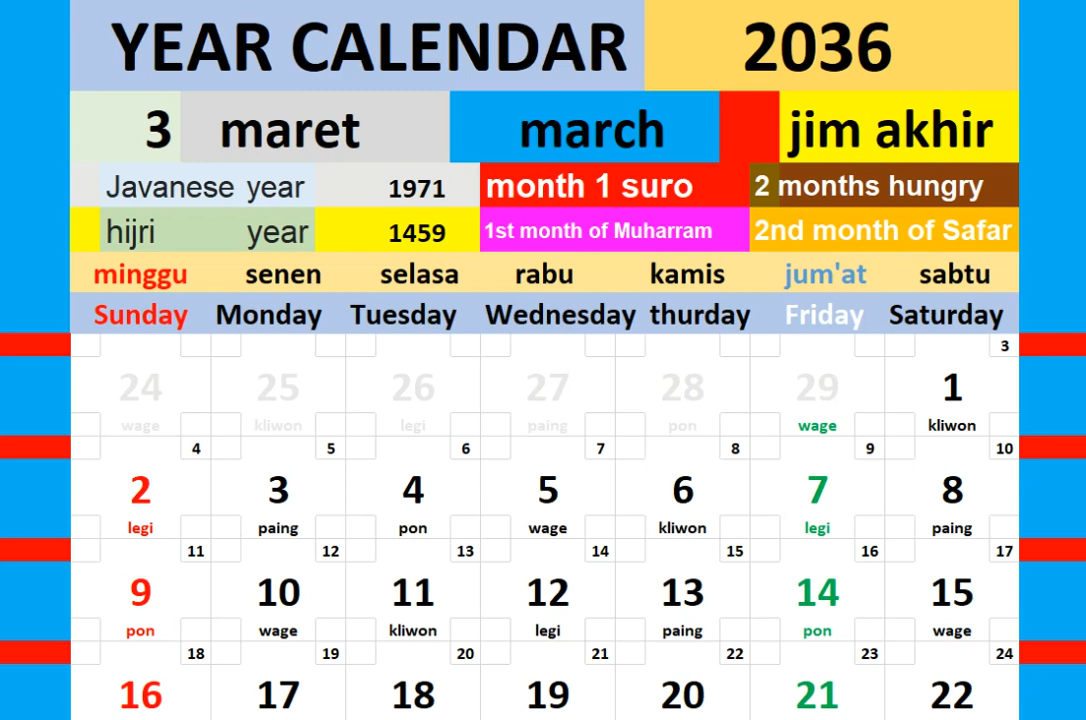 YEAR CALENDAR 2036
3 maret march jim akhir
Javanese year 1971 month 1 suro 2 months hungry
hijri year 1459 1st month of Muharram 2nd month of Safar
minggu senen selasa rabu kamis jum'at sabtu
Sunday Monday Tuesday Wednesday thurday Friday Saturday
3
24 25 26 27 28 29 1
wage kliwon legi paing pon wage kliwon
4 5 6 7 8 9 10
2 3 4 5 6 7 8
legi paing pon wage kliwon legi paing
11 12 13 14 15 16 17
9 10 11 12 13 14 15
pon wage kliwon legi paing pon wage
18 19 20 21 22 23 24
16 17 18 19 20 21 22